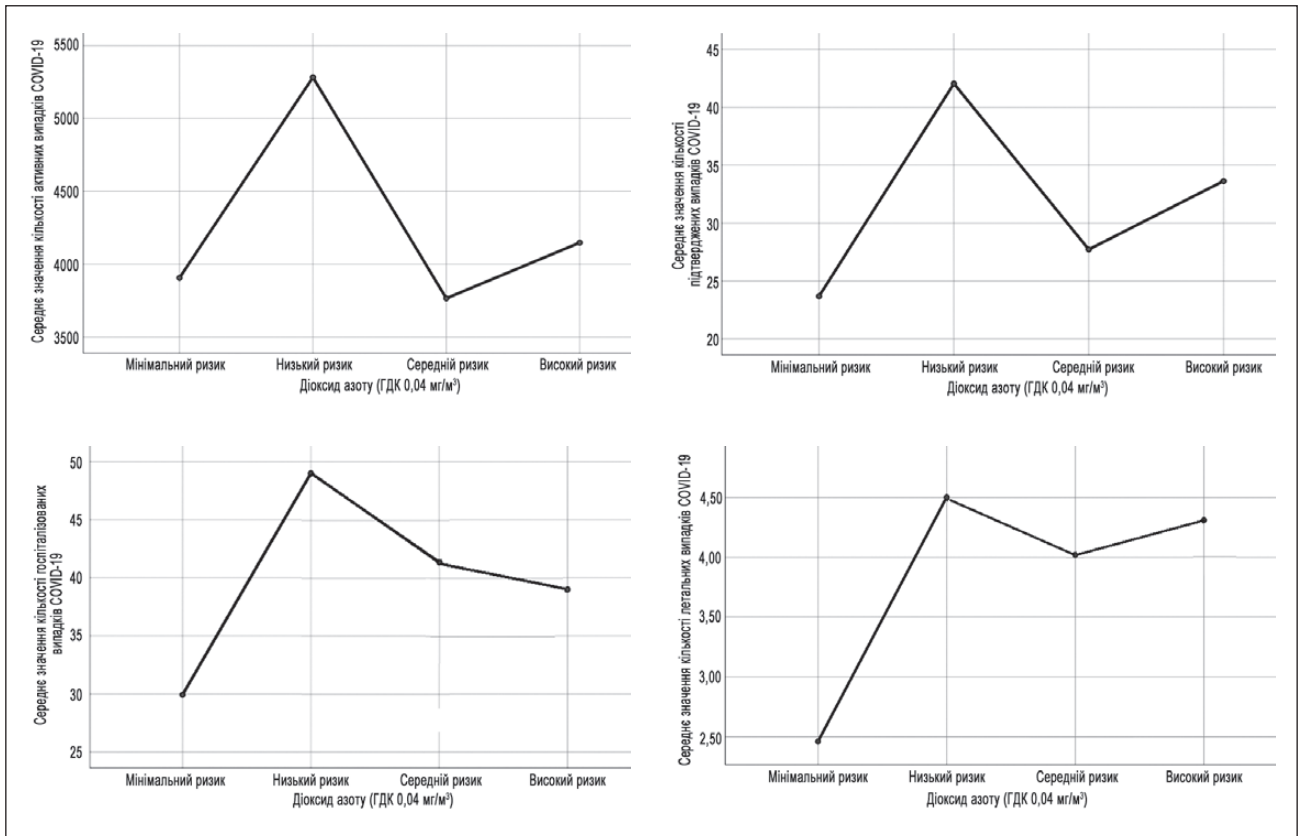 Середнє значення кількості активних випадків COVID-19
5500
5000
4500
4000
3500
Мінімальний ризик Низький ризик Середній ризик Високий ризик
Діоксид азоту (ГДК 0,04 мг/м³)
Середнє значення кількості
підтверджених випадків COVID-19
45
40
35
30
25
20
Мінімальний ризик Низький ризик Середній ризик Високий ризик
Діоксид азоту (ГДК 0,04 мг/м³)
Середнє значення кількості госпіталізованих
випадків COVID-19
50
45
40
35
30
25
Мінімальний ризик Низький ризик Середній ризик Високий ризик
Діоксид азоту (ГДК 0,04 мг/м³)
Середнє значення кількості летальних випадків COVID-19
4,50
4,00
3,50
3,00
2,50
Мінімальний ризик Низький ризик Середній ризик Високий ризик
Діоксид азоту (ГДК 0,04 мг/м³)